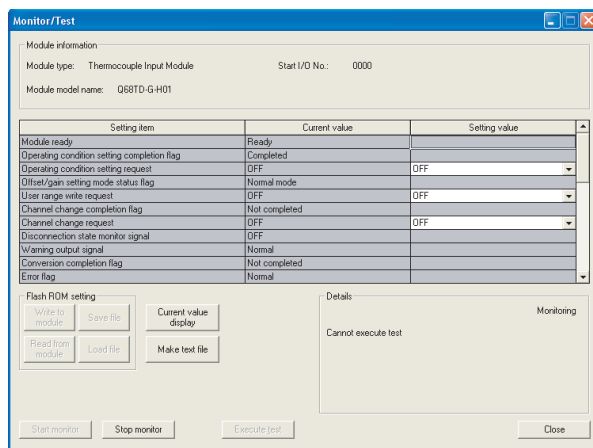 Monitor/Test
Module information
Module type: Thermocouple Input Module Start I/O No.: 0000
Module model name: Q68TD-G-H01
Setting item Current value Setting value
Module ready Ready
Operating condition setting completion flag Completed
Operating condition setting request OFF OFF
Offset/gain setting mode status flag Normal mode
User range write request OFF OFF
Channel change completion flag Not completed
Channel change request OFF OFF
Disconnection state monitor signal OFF
Warning output signal Normal
Conversion completion flag Not completed
Error flag Normal
Flash ROM setting
Write to module Save file
Read from module Load file
Current value display
Make text file
Details
Monitoring
Cannot execute test
Start monitor Stop monitor Execute test Close